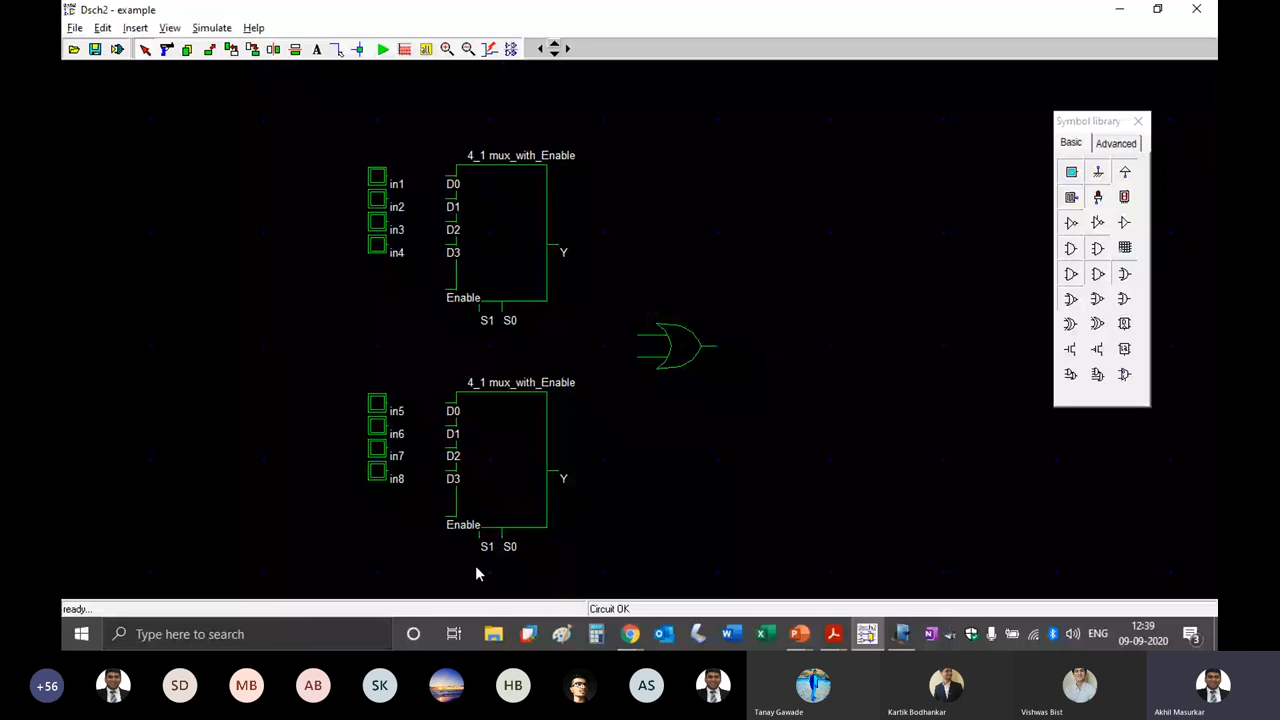 Dsch2 - example
File Edit Insert View Simulate Help
Symbol library
Basic Advanced
4_1 mux_with_Enable
in1 D0
in2 D1
in3 D2
in4 D3
Y
Enable
S1 S0
4_1 mux_with_Enable
in5 D0
in6 D1
in7 D2
in8 D3
Y
Enable
S1 S0
ready... Circuit OK
Type here to search
ENG
12:39
09-09-2020
+56 SD MB AB SK HB AS
Tanay Gawade Kartik Bodhankar Vishwas Bist Akhil Masurkar